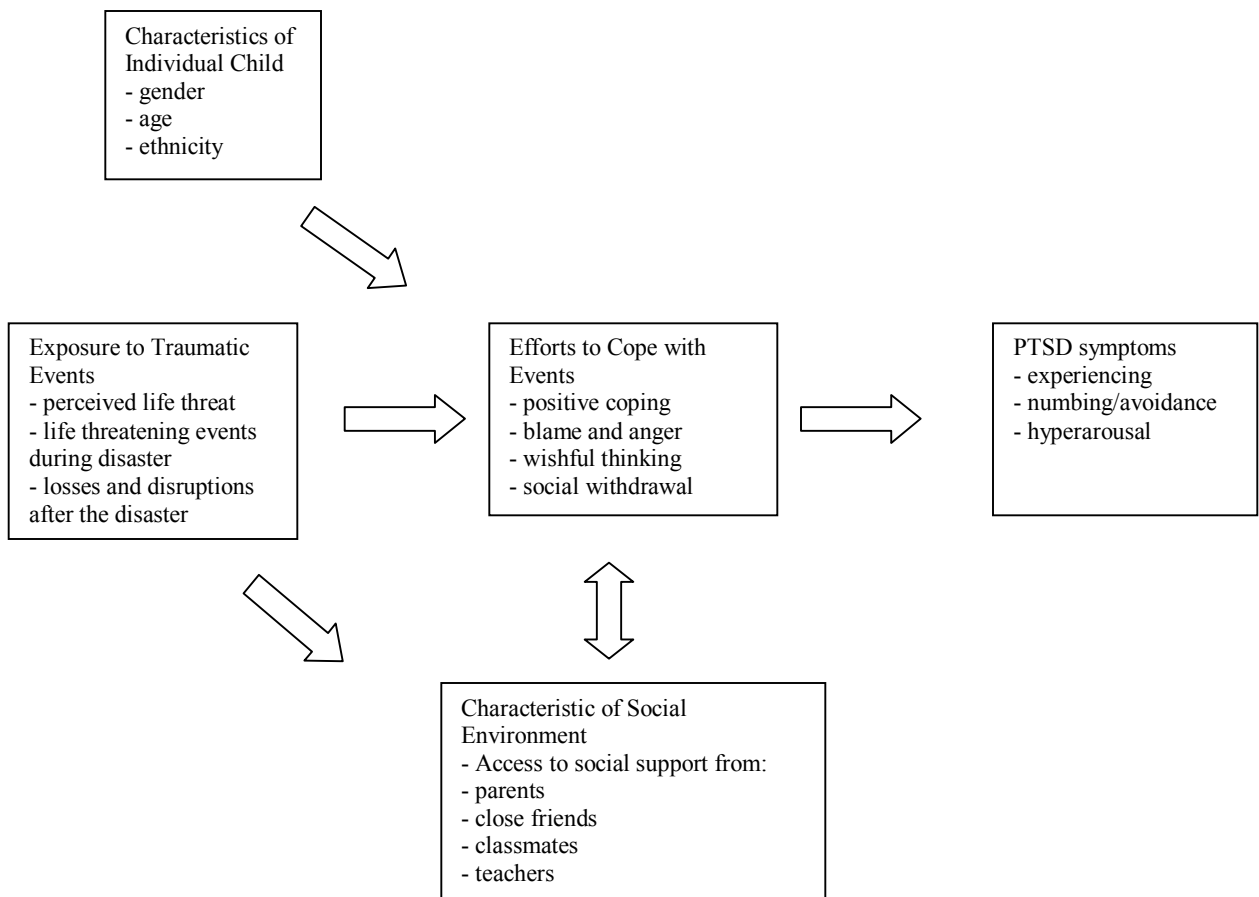 Characteristics of
Individual Child
- gender
- age
- ethnicity
Exposure to Traumatic
Events
- perceived life threat
- life threatening events
during disaster
- losses and disruptions
after the disaster
Efforts to Cope with
Events
- positive coping
- blame and anger
- wishful thinking
- social withdrawal
PTSD symptoms
- experiencing
- numbing/avoidance
- hyperarousal
Characteristic of Social
Environment
- Access to social support from:
- parents
- close friends
- classmates
- teachers